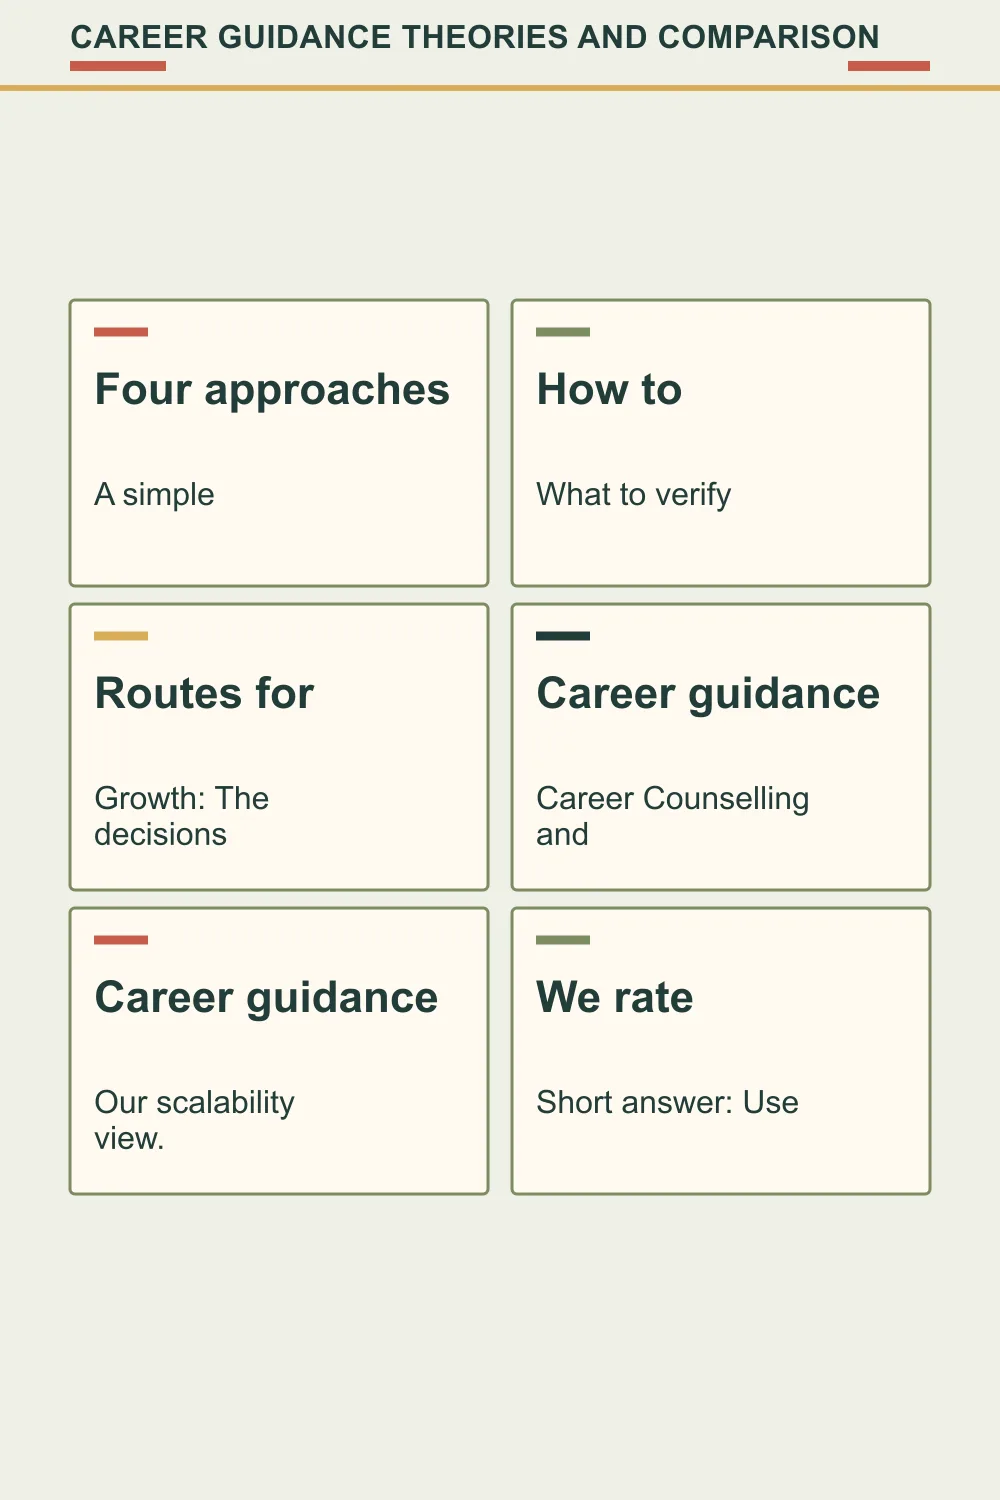 CAREER GUIDANCE THEORIES AND COMPARISON
Four approaches
A simple
How to
What to verify
Routes for
Growth: The
decisions
Career guidance
Career Counselling
and
Career guidance
Our scalability
view.
We rate
Short answer: Use